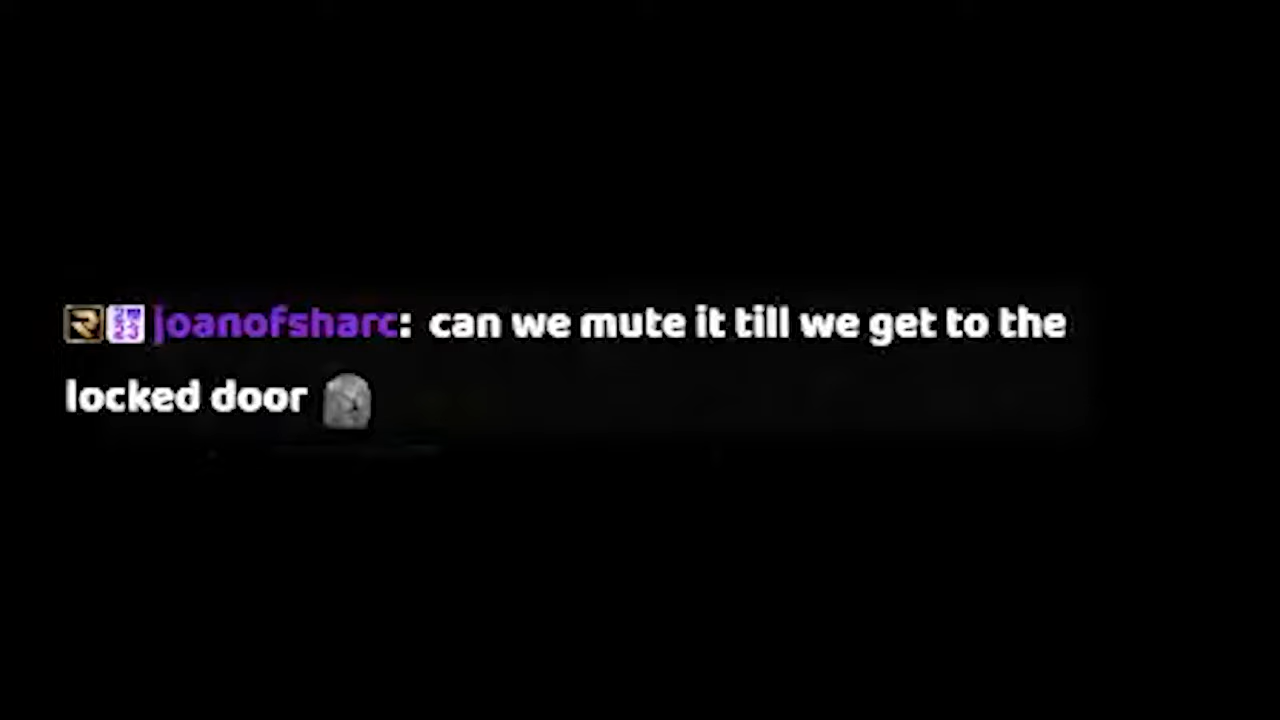 joanofsharc: can we mute it till we get to the
locked door